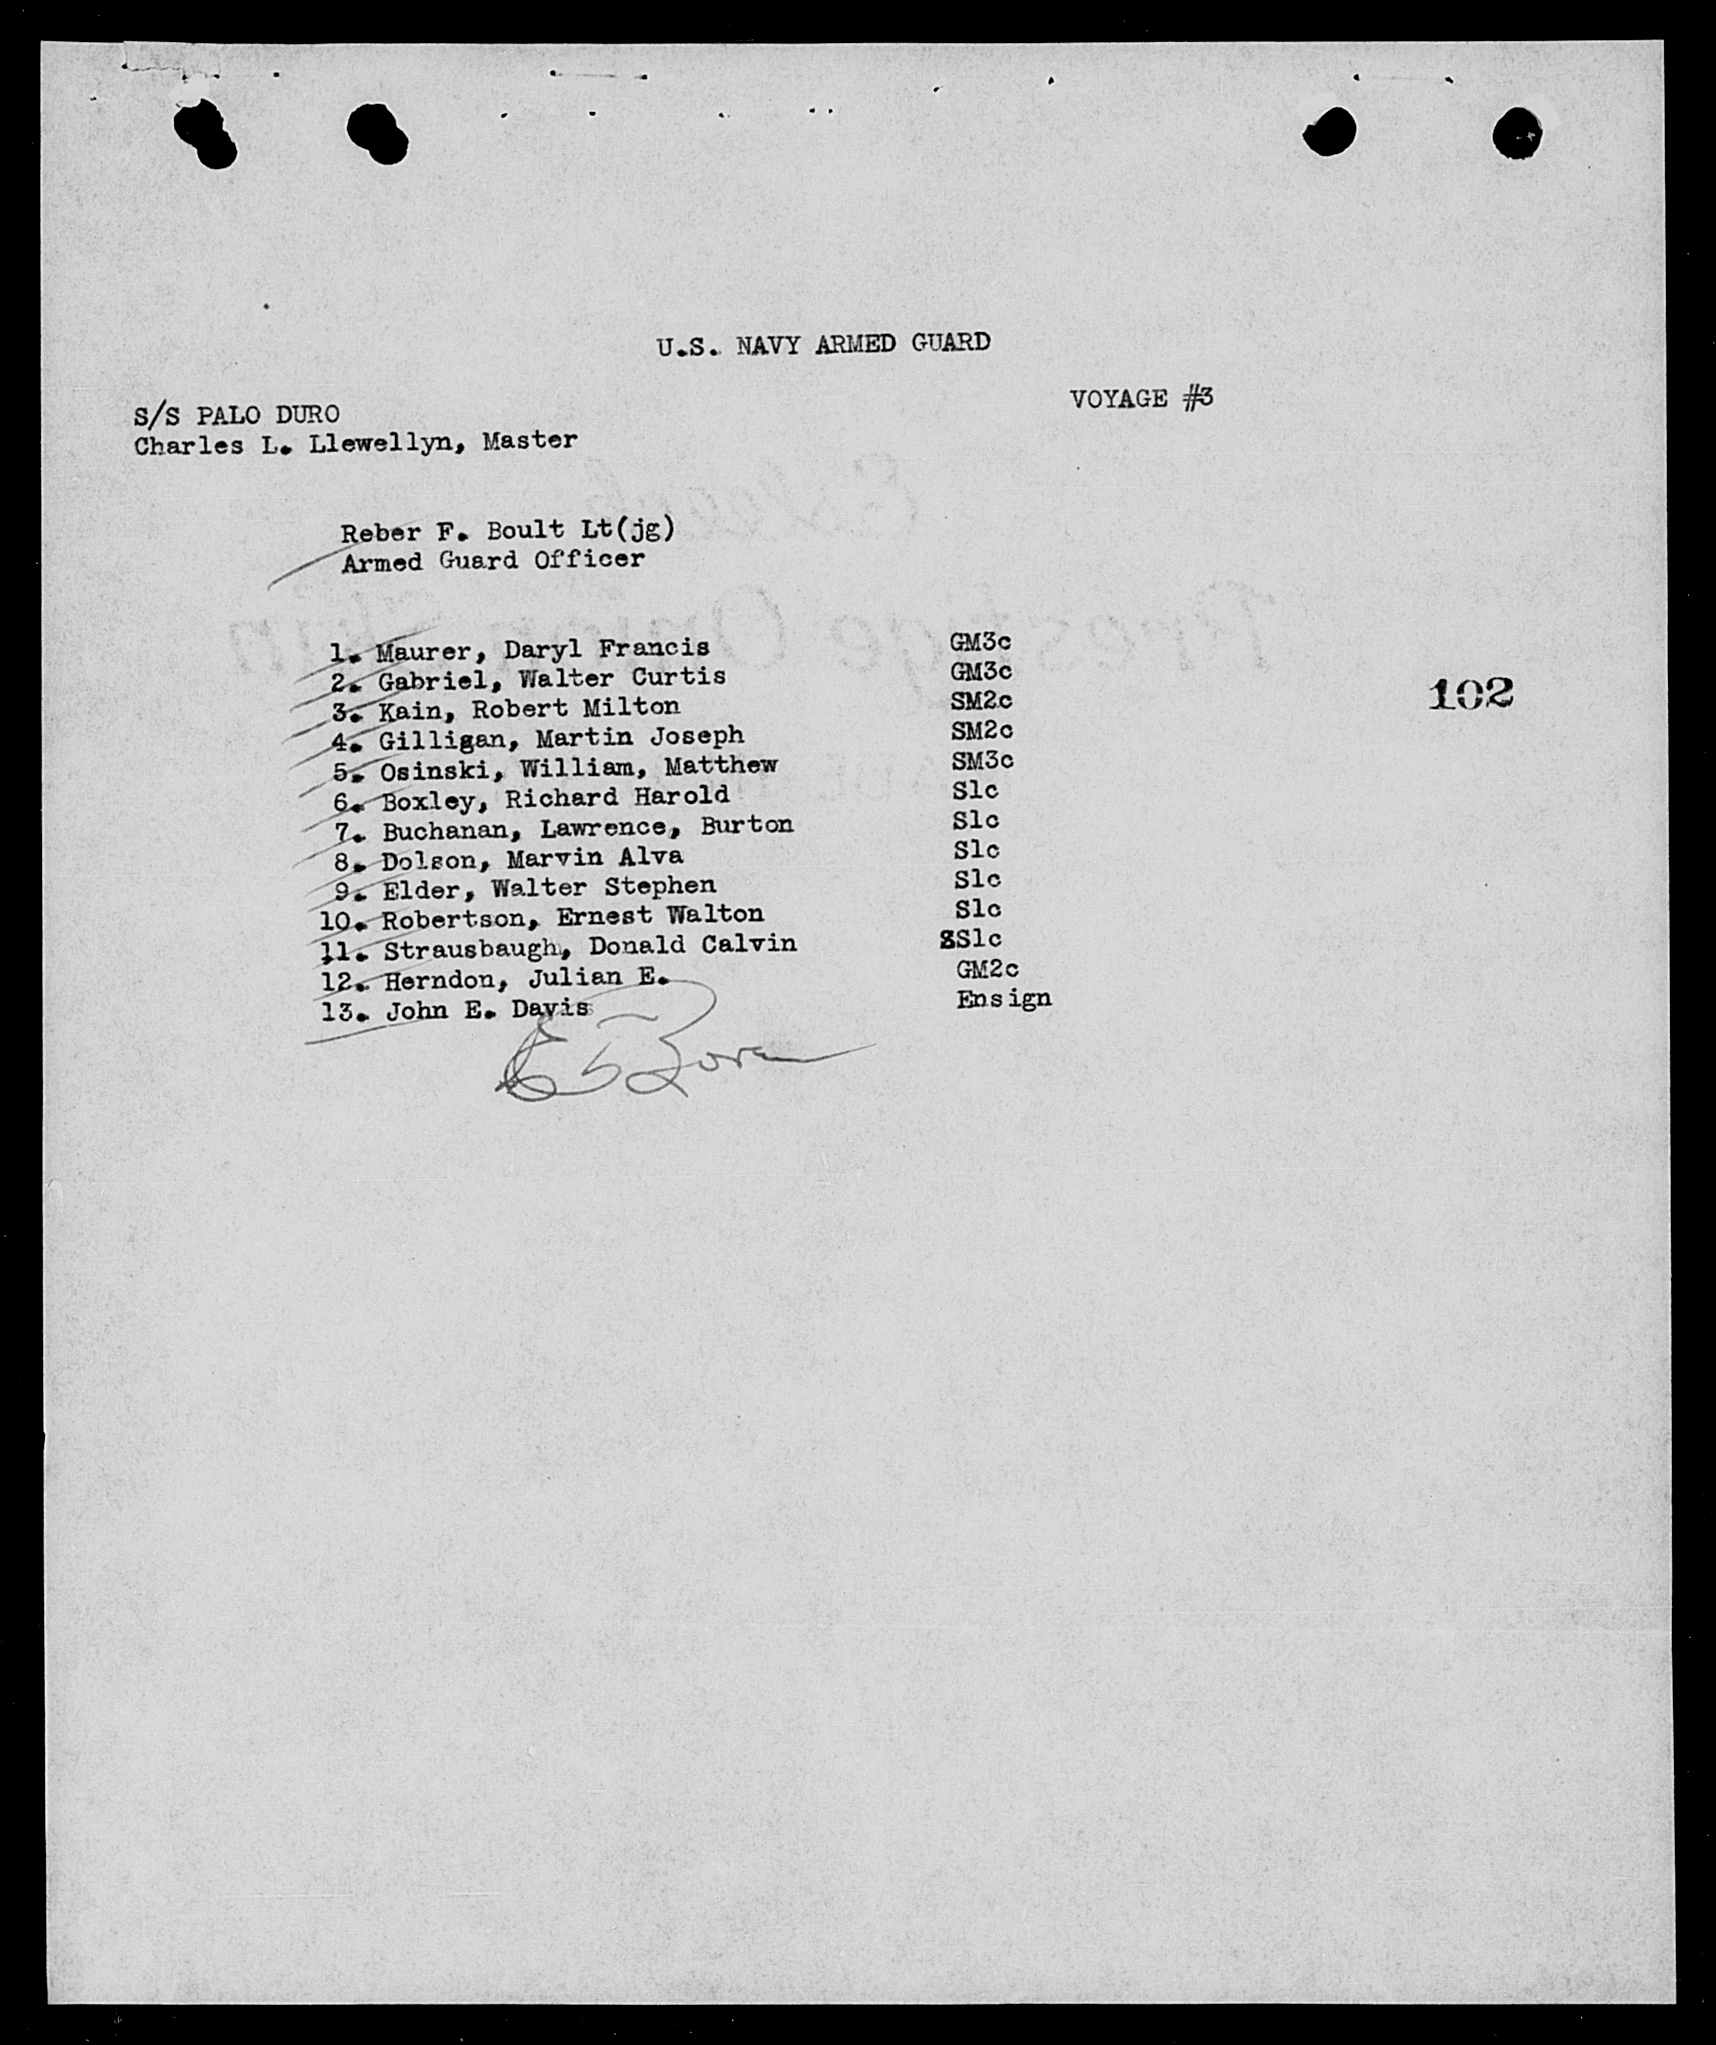 U.S. NAVY ARMED GUARD
VOYAGE #3
S/S PALO DURO
Charles L. Llewellyn, Master
Reber F. Boult Lt(jg)
Armed Guard Officer
1. Maurer, Daryl Francis GM3c
2. Gabriel, Walter Curtis GM3c
3. Kain, Robert Milton SM2c
4. Gilligan, Martin Joseph SM2c
5. Osinski, William, Matthew SM3c
102
6. Boxley, Richard Harold S1c
7. Buchanan, Lawrence, Burton S1c
8. Dolson, Marvin Alva S1c
9. Elder, Walter Stephen S1c
10. Robertson, Ernest Walton S1c
11. Strausbaugh, Donald Calvin S1c
12. Herndon, Julian E. GM2c
13. John E. Davis Ensign